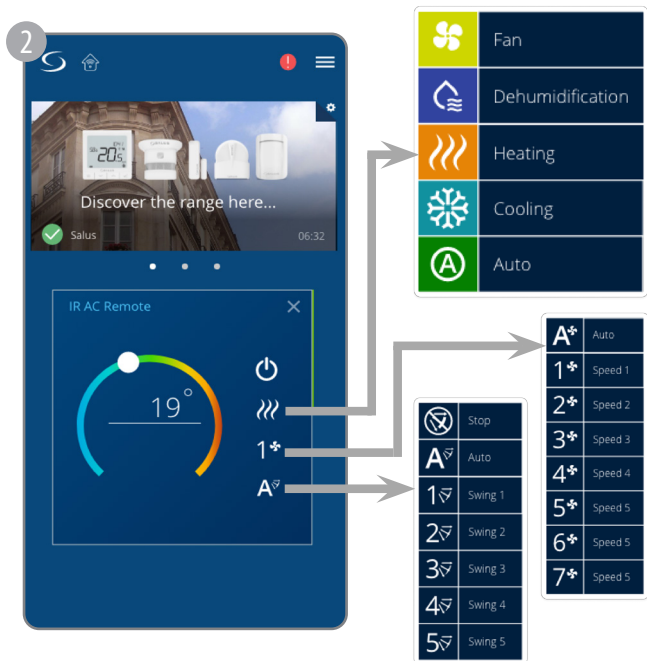 2
Discover the range here...
Salus
06:32
IR AC Remote
19°
1
A
Fan
Dehumidification
Heating
Cooling
A Auto
A Auto
1 Speed 1
2 Speed 2
3 Speed 3
4 Speed 4
5 Speed 5
6 Speed 5
7 Speed 5
Stop
A Auto
1 Swing 1
2 Swing 2
3 Swing 3
4 Swing 4
5 Swing 5